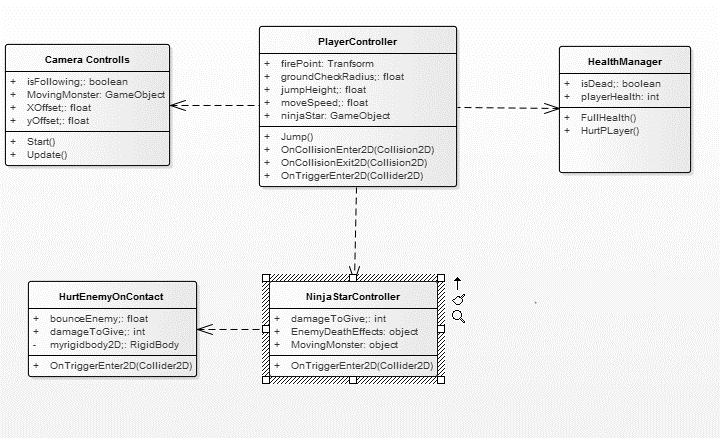 Camera Controlls
+ isFollowing;: boolean
+ MovingMonster: GameObject
+ XOffset;: float
+ yOffset;: float
+ Start()
+ Update()
PlayerController
+ firePoint: Tranfsorm
+ groundCheckRadius;: float
+ jumpHeight;: float
+ moveSpeed;: float
+ ninjaStar: GameObject
+ Jump()
+ OnCollisionEnter2D(Collision2D)
+ OnCollisionExit2D(Collision2D)
+ OnTriggerEnter2D(Collider2D)
HealthManager
+ isDead;: boolean
+ playerHealth: int
+ FullHealth()
+ HurtPLayer()
HurtEnemyOnContact
+ bounceEnemy;: float
+ damageToGive;: int
- myrigidbody2D;: RigidBody
+ OnTriggerEnter2D(Collider2D)
NinjaStarController
+ damageToGive;: int
+ EnemyDeathEffects: object
+ MovingMonster: object
+ OnTriggerEnter2D(Collider2D)